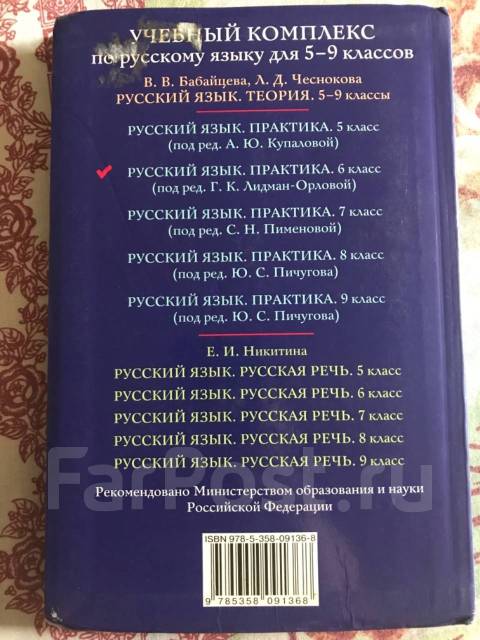 УЧЕБНЫЙ КОМПЛЕКС
по русскому языку для 5–9 классов
В. В. Бабайцева, Л. Д. Чеснокова
РУССКИЙ ЯЗЫК. ТЕОРИЯ. 5–9 классы
РУССКИЙ ЯЗЫК. ПРАКТИКА. 5 класс
(под ред. А. Ю. Купаловой)
РУССКИЙ ЯЗЫК. ПРАКТИКА. 6 класс
(под ред. Г. К. Лидман-Орловой)
РУССКИЙ ЯЗЫК. ПРАКТИКА. 7 класс
(под ред. С. Н. Пименовой)
РУССКИЙ ЯЗЫК. ПРАКТИКА. 8 класс
(под ред. Ю. С. Пичугова)
РУССКИЙ ЯЗЫК. ПРАКТИКА. 9 класс
(под ред. Ю. С. Пичугова)
Е. И. Никитина
РУССКИЙ ЯЗЫК. РУССКАЯ РЕЧЬ. 5 класс
РУССКИЙ ЯЗЫК. РУССКАЯ РЕЧЬ. 6 класс
РУССКИЙ ЯЗЫК. РУССКАЯ РЕЧЬ. 7 класс
РУССКИЙ ЯЗЫК. РУССКАЯ РЕЧЬ. 8 класс
РУССКИЙ ЯЗЫК. РУССКАЯ РЕЧЬ. 9 класс
FarPost.ru
Рекомендовано Министерством образования и науки
Российской Федерации
ISBN 978-5-358-09136-8
9 785358 091368